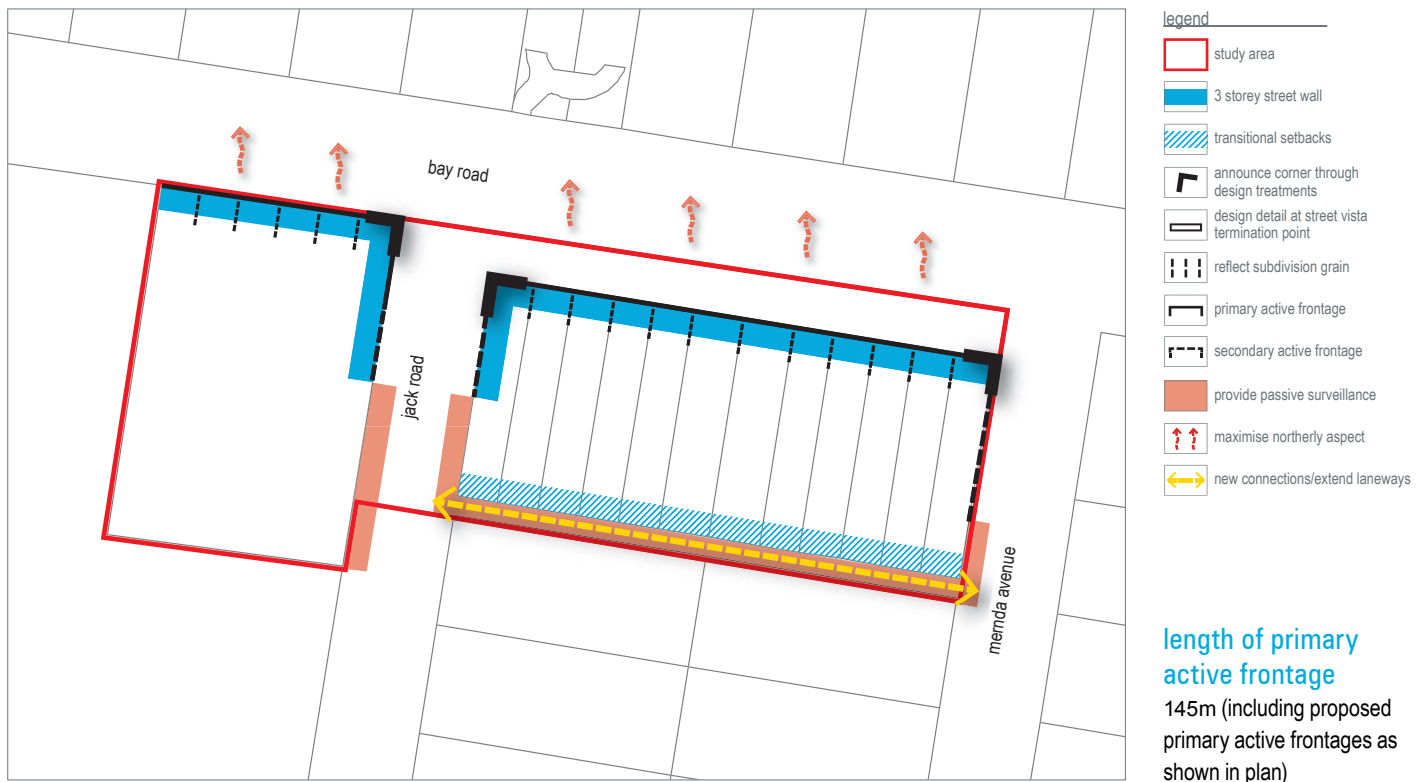 bay road
jack road
mernda avenue
legend
study area
3 storey street wall
transitional setbacks
announce corner through
design treatments
design detail at street vista
termination point
reflect subdivision grain
primary active frontage
secondary active frontage
provide passive surveillance
maximise northerly aspect
new connections/extend laneways
length of primary
active frontage
145m (including proposed
primary active frontages as
shown in plan)